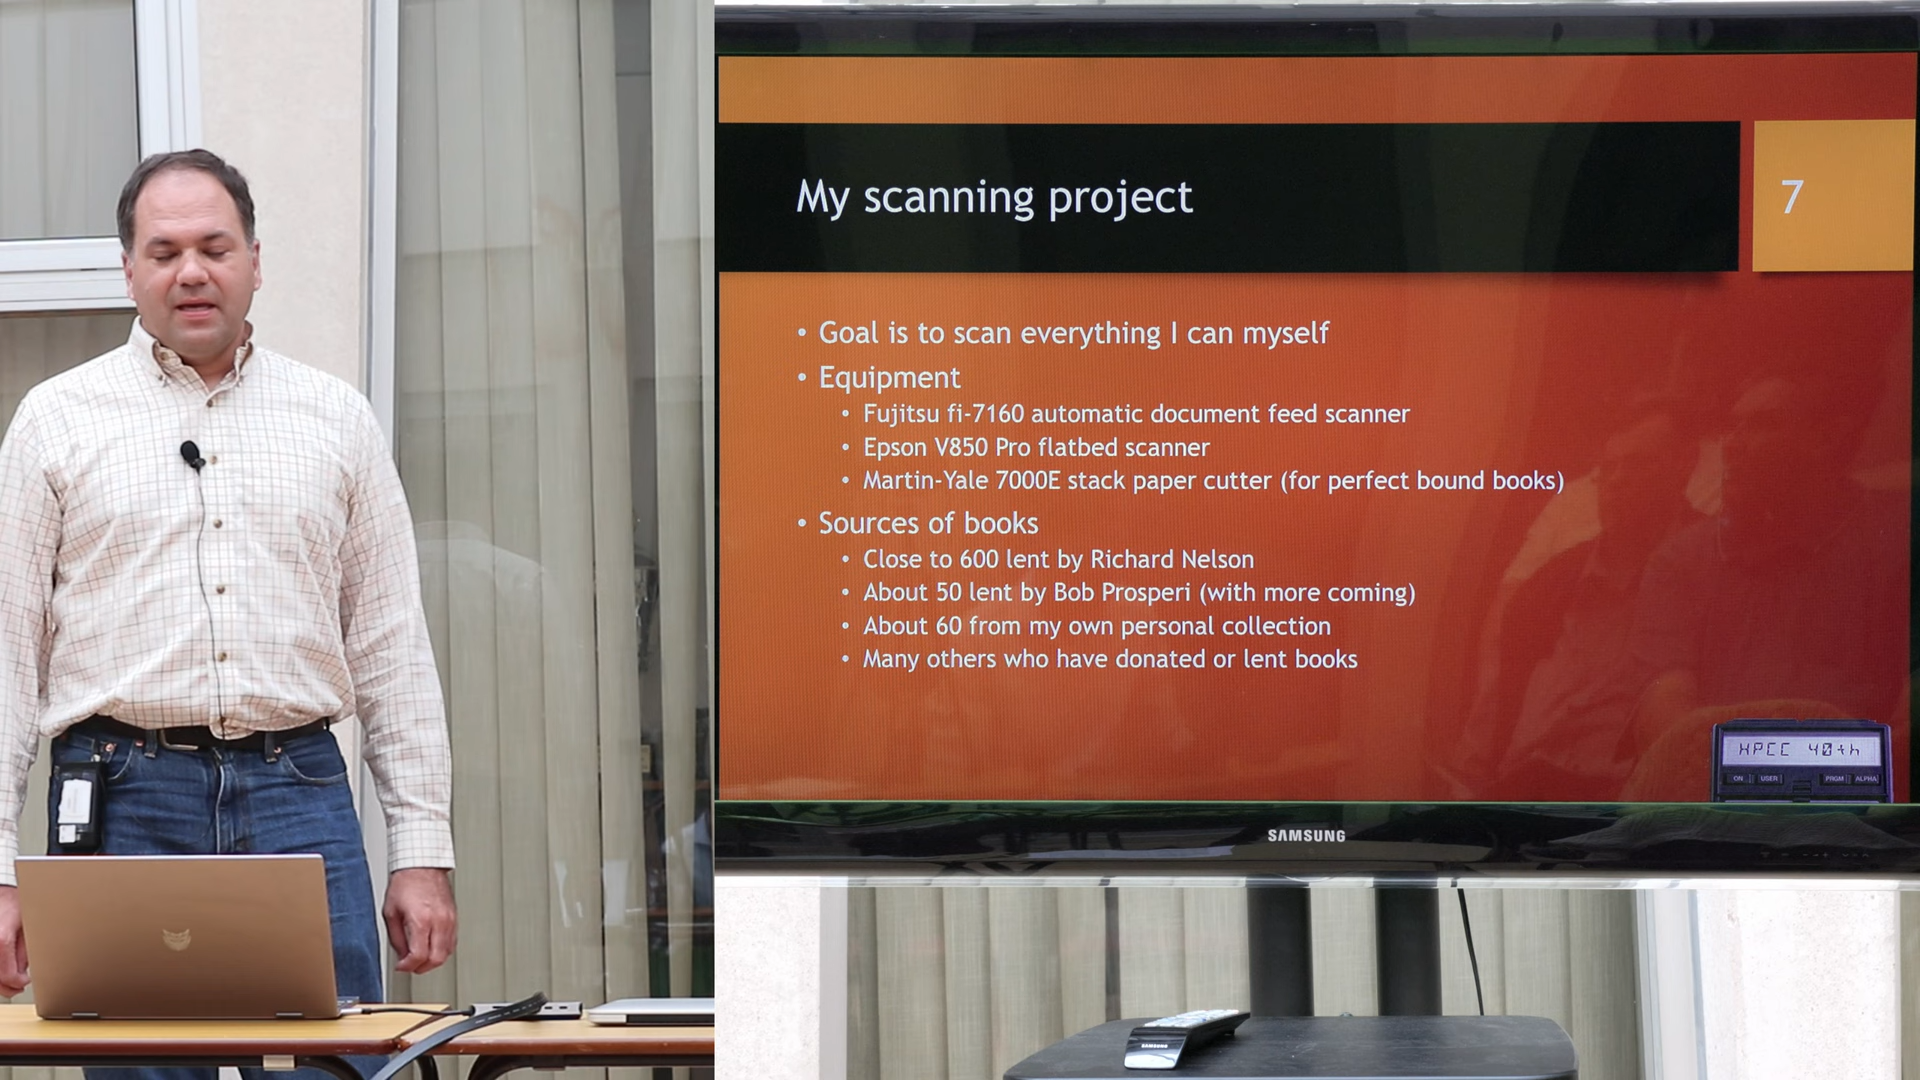 My scanning project
7
• Goal is to scan everything I can myself
• Equipment
• Fujitsu fi-7160 automatic document feed scanner
• Epson V850 Pro flatbed scanner
• Martin-Yale 7000E stack paper cutter (for perfect bound books)
• Sources of books
• Close to 600 lent by Richard Nelson
• About 50 lent by Bob Prosperi (with more coming)
• About 60 from my own personal collection
• Many others who have donated or lent books
HPCC 40th
ON USER PRGM ALPHA
SAMSUNG
SAMSUNG